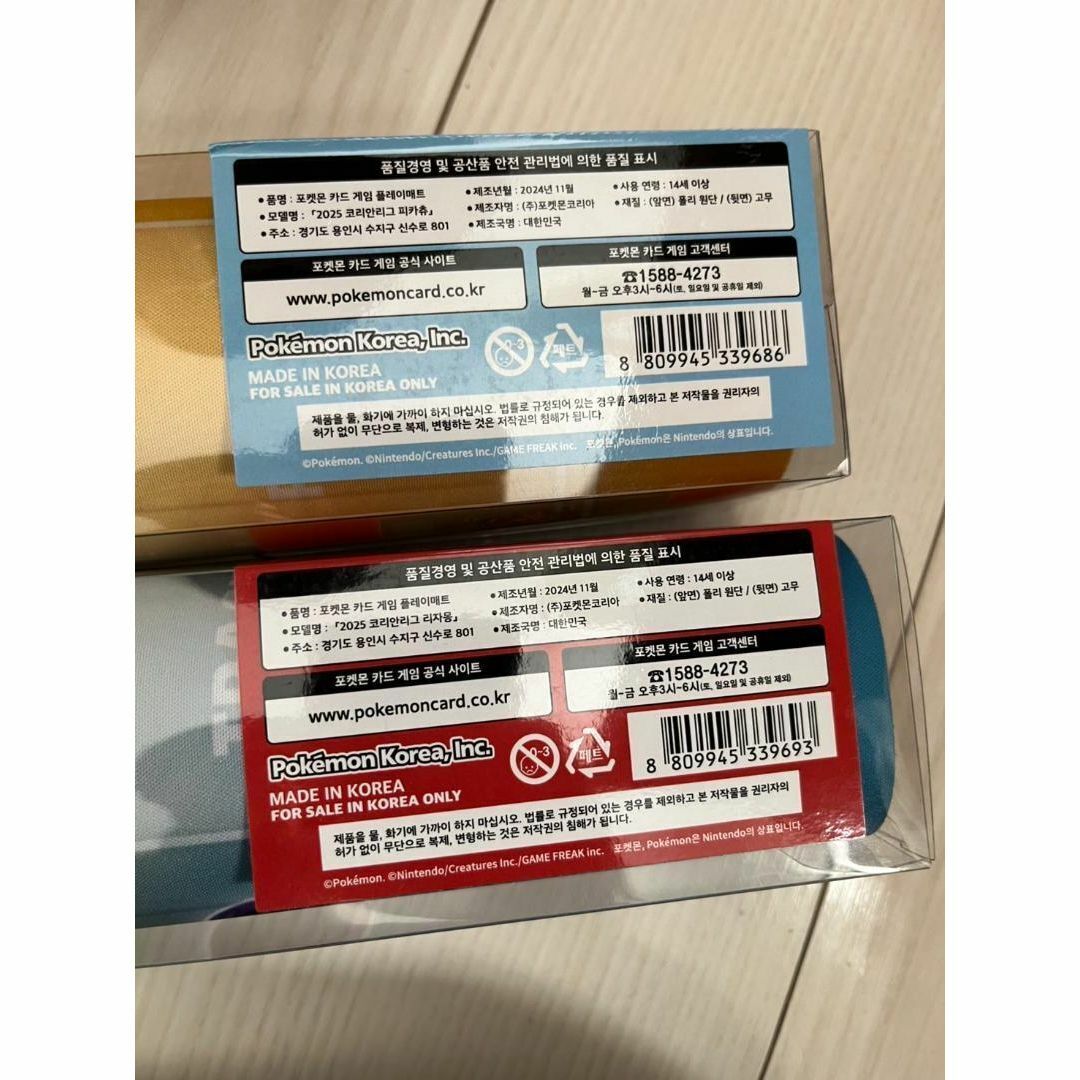 품질경영 및 공산품 안전 관리법에 의한 품질 표시
• 품명 : 포켓몬 카드 게임 플레이매트
• 모델명 : 「2025 코리안리그 피카츄」
• 주소 : 경기도 용인시 수지구 신수로 801
• 제조년월 : 2024년 11월
• 제조자명 : (주)포켓몬코리아
• 제조국명 : 대한민국
• 사용 연령 : 14세 이상
• 재질 : (앞면) 폴리 원단 / (뒷면) 고무
포켓몬 카드 게임 공식 사이트
www.pokemoncard.co.kr
포켓몬 카드 게임 고객센터
☎1588-4273
월~금 오후3시~6시(토, 일요일 및 공휴일 제외)
Pokémon Korea, Inc.
0-3
페트
MADE IN KOREA
FOR SALE IN KOREA ONLY
8 809945 339686
제품을 물, 화기에 가까이 하지 마십시오. 법률로 규정되어 있는 경우를 제외하고 본 저작물을 권리자의
허가 없이 무단으로 복제, 변형하는 것은 저작권의 침해가 됩니다.
©Pokémon. ©Nintendo/Creatures Inc./GAME FREAK inc. 포켓몬, Pokémon은 Nintendo의 상표입니다.
품질경영 및 공산품 안전 관리법에 의한 품질 표시
• 품명 : 포켓몬 카드 게임 플레이매트
• 모델명 : 「2025 코리안리그 리자몽」
• 주소 : 경기도 용인시 수지구 신수로 801
• 제조년월 : 2024년 11월
• 제조자명 : (주)포켓몬코리아
• 제조국명 : 대한민국
• 사용 연령 : 14세 이상
• 재질 : (앞면) 폴리 원단 / (뒷면) 고무
포켓몬 카드 게임 공식 사이트
www.pokemoncard.co.kr
포켓몬 카드 게임 고객센터
☎1588-4273
월~금 오후3시~6시(토, 일요일 및 공휴일 제외)
Pokémon Korea, Inc.
0-3
페트
MADE IN KOREA
FOR SALE IN KOREA ONLY
8 809945 339693
제품을 물, 화기에 가까이 하지 마십시오. 법률로 규정되어 있는 경우를 제외하고 본 저작물을 권리자의
허가 없이 무단으로 복제, 변형하는 것은 저작권의 침해가 됩니다.
©Pokémon. ©Nintendo/Creatures Inc./GAME FREAK inc. 포켓몬, Pokémon은 Nintendo의 상표입니다.